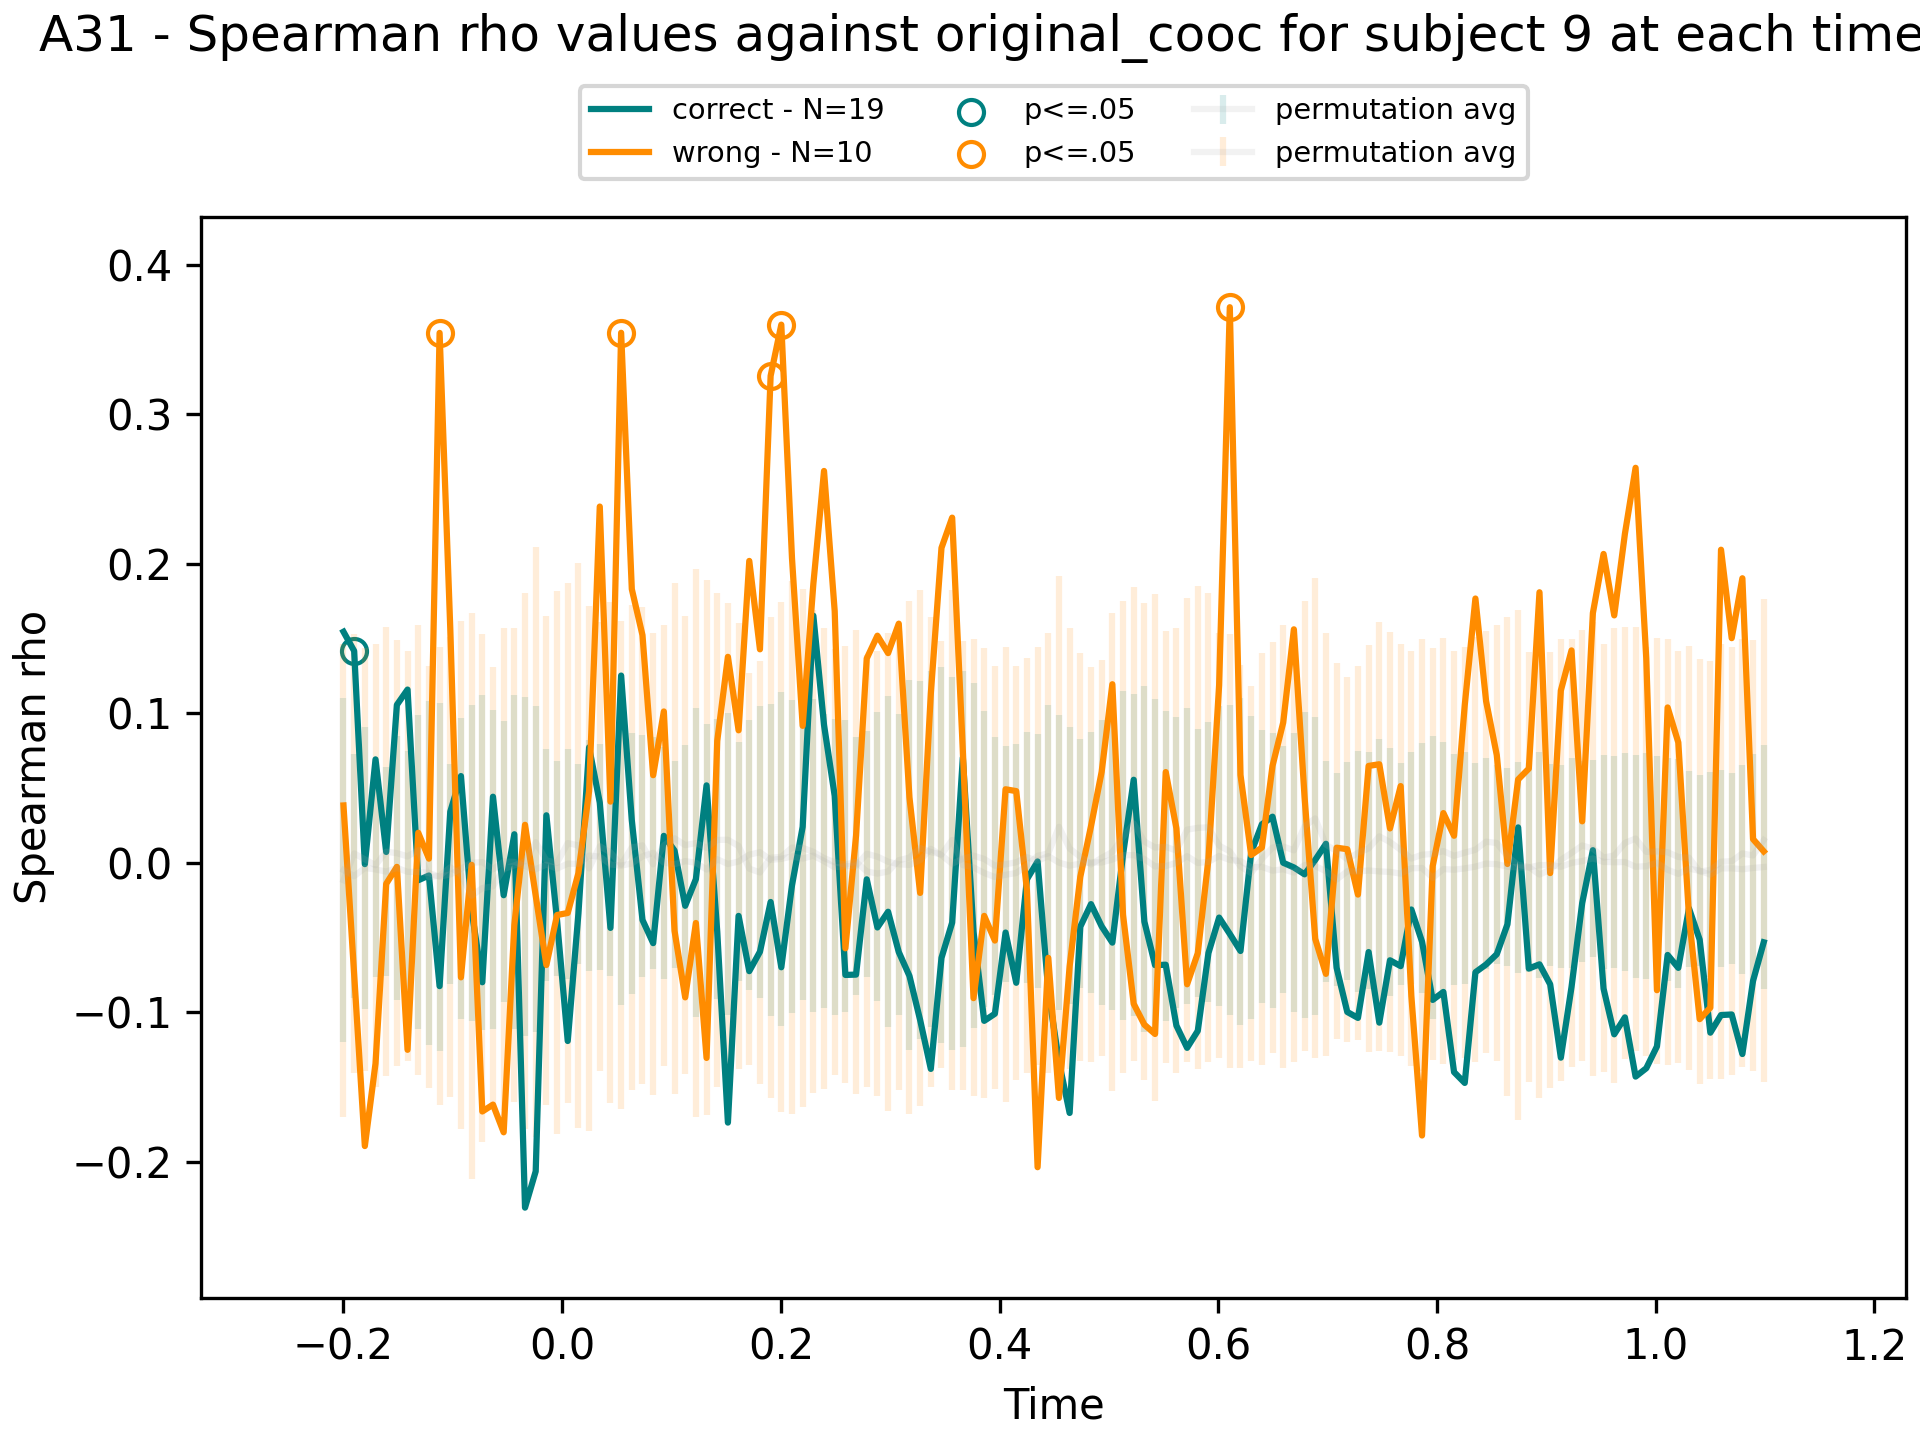 A31 - Spearman rho values against original_cooc for subject 9 at each time
correct - N=19 p<=.05 permutation avg
wrong - N=10 p<=.05 permutation avg
Spearman rho
0.4
0.3
0.2
0.1
0.0
−0.1
−0.2
−0.2 0.0 0.2 0.4 0.6 0.8 1.0 1.2
Time